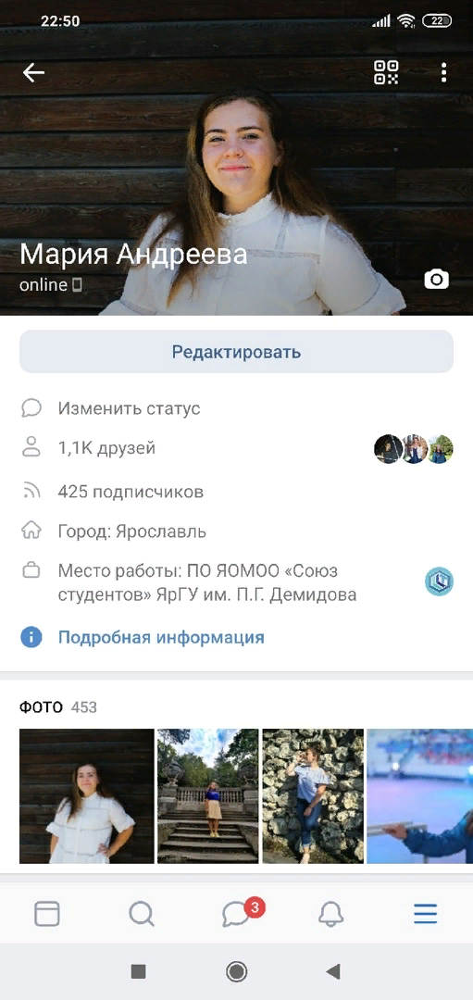 22:50
22
Мария Андреева
online
Редактировать
Изменить статус
1,1K друзей
425 подписчиков
Город: Ярославль
Место работы: ПО ЯОМОО «Союз
студентов» ЯрГУ им. П.Г. Демидова
Подробная информация
ФОТО 453
3